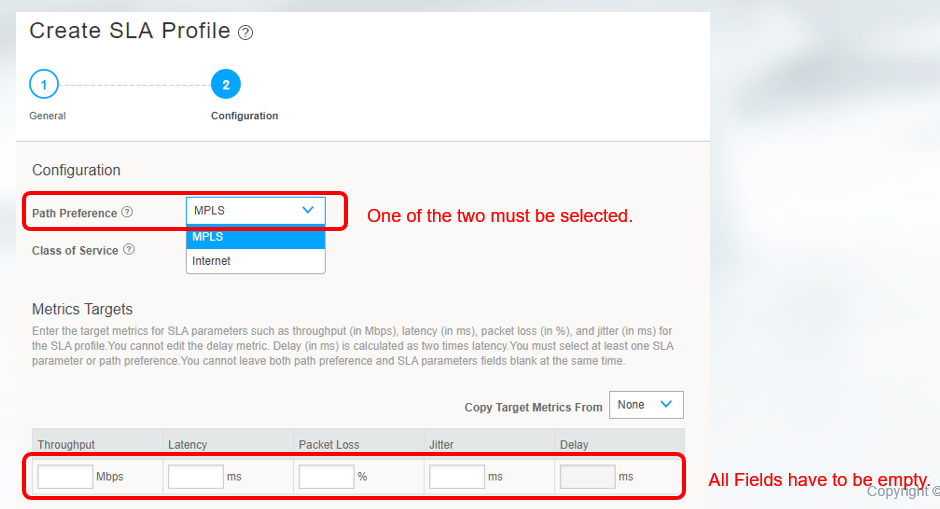 Create SLA Profile ?
1
2
General
Configuration
Configuration
Path Preference ?
MPLS
One of the two must be selected.
MPLS
Class of Service ?
Internet
Metrics Targets
Enter the target metrics for SLA parameters such as throughput (in Mbps), latency (in ms), packet loss (in %), and jitter (in ms) for
the SLA profile.You cannot edit the delay metric. Delay (in ms) is calculated as two times latency.You must select at least one SLA
parameter or path preference.You cannot leave both path preference and SLA parameters fields blank at the same time.
Copy Target Metrics From None
Throughput Latency Packet Loss Jitter Delay
Mbps ms % ms ms
All Fields have to be empty.
Copyright ©